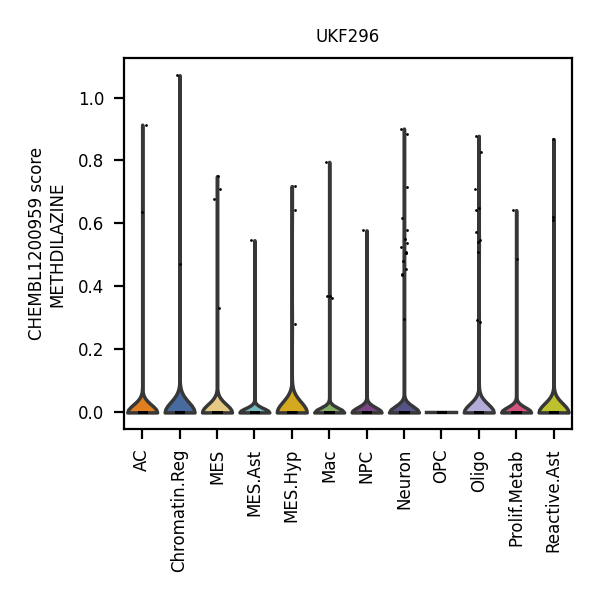 UKF296
CHEMBL1200959 score
METHDILAZINE
1.0
0.8
0.6
0.4
0.2
0.0
AC
Chromatin.Reg
MES
MES.Ast
MES.Hyp
Mac
NPC
Neuron
OPC
Oligo
Prolif.Metab
Reactive.Ast